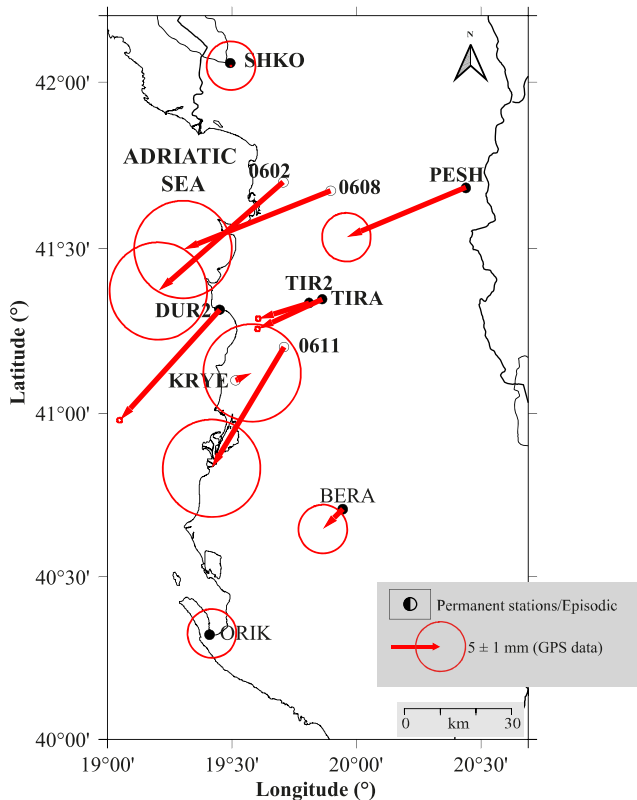 N
SHKO
42°00'
ADRIATIC
SEA
0602
0608
PESH
41°30'
TIR2
TIRA
DUR2
0611
KRYE
41°00'
BERA
40°30'
ORIK
Permanent stations/Episodic
5 ± 1 mm (GPS data)
0 km 30
40°00'
19°00' 19°30' 20°00' 20°30'
Longitude (°)
Latitude (°)